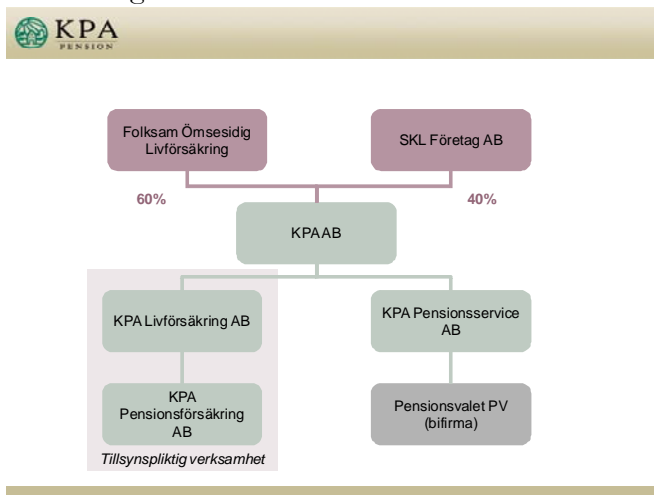 KPA
PENSION
Folksam Ömsesidig
Livförsäkring
SKL Företag AB
60%
40%
KPA AB
KPA Livförsäkring AB
KPA Pensionsservice
AB
KPA
Pensionsförsäkring
AB
Pensionsvalet PV
(bifirma)
Tillsynspliktig verksamhet